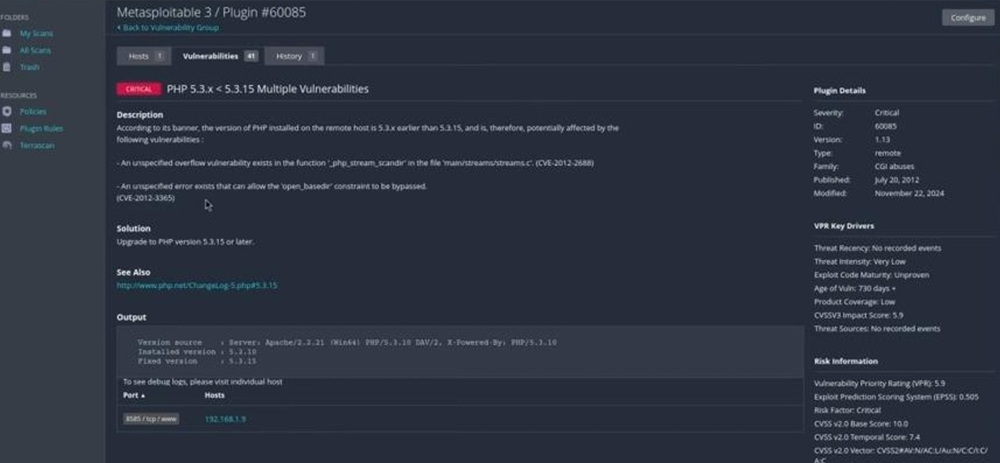 Metasploitable 3 / Plugin #60085
Back to Vulnerability Group
Configure
FOLDERS
My Scans
All Scans
Trash
RESOURCES
Policies
Plugin Rules
Terrascan
Hosts 1
Vulnerabilities 41
History 1
CRITICAL PHP 5.3.x < 5.3.15 Multiple Vulnerabilities
Description
According to its banner, the version of PHP installed on the remote host is 5.3.x earlier than 5.3.15, and is, therefore, potentially affected by the
following vulnerabilities :
- An unspecified overflow vulnerability exists in the function '_php_stream_scandir' in the file 'main/streams/streams.c'. (CVE-2012-2688)
- An unspecified error exists that can allow the 'open_basedir' constraint to be bypassed.
(CVE-2012-3365)
Solution
Upgrade to PHP version 5.3.15 or later.
See Also
http://www.php.net/ChangeLog-5.php#5.3.15
Output
Version source : Server: Apache/2.2.21 (Win64) PHP/5.3.10 DAV/2, X-Powered-By: PHP/5.3.10
Installed version : 5.3.10
Fixed version : 5.3.15
To see debug logs, please visit individual host
Port Hosts
8585 / tcp / www 192.168.1.9
Plugin Details
Severity: Critical
ID: 60085
Version: 1.13
Type: remote
Family: CGI abuses
Published: July 20, 2012
Modified: November 22, 2024
VPR Key Drivers
Threat Recency: No recorded events
Threat Intensity: Very Low
Exploit Code Maturity: Unproven
Age of Vuln: 730 days +
Product Coverage: Low
CVSSV3 Impact Score: 5.9
Threat Sources: No recorded events
Risk Information
Vulnerability Priority Rating (VPR): 5.9
Exploit Prediction Scoring System (EPSS): 0.505
Risk Factor: Critical
CVSS v2.0 Base Score: 10.0
CVSS v2.0 Temporal Score: 7.4
CVSS v2.0 Vector: CVSS2#AV:N/AC:L/Au:N/C:C/I:C/
A:C